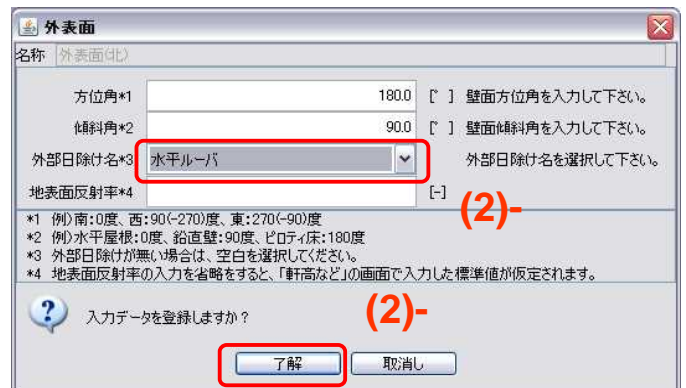 外表面
名称 外表面(北)
方位角*1 180.0 [° ] 壁面方位角を入力して下さい。
傾斜角*2 90.0 [° ] 壁面傾斜角を入力して下さい。
外部日除け名*3 水平ルーバ 外部日除け名を選択して下さい。
地表面反射率*4 [-]
(2)-
*1 例)南:0度、西:90(-270)度、東:270(-90)度
*2 例)水平屋根:0度、鉛直壁:90度、ピロティ床:180度
*3 外部日除けが無い場合は、空白を選択してください。
*4 地表面反射率の入力を省略をすると、「軒高など」の画面で入力した標準値が仮定されます。
入力データを登録しますか?
(2)-
了解 取消し